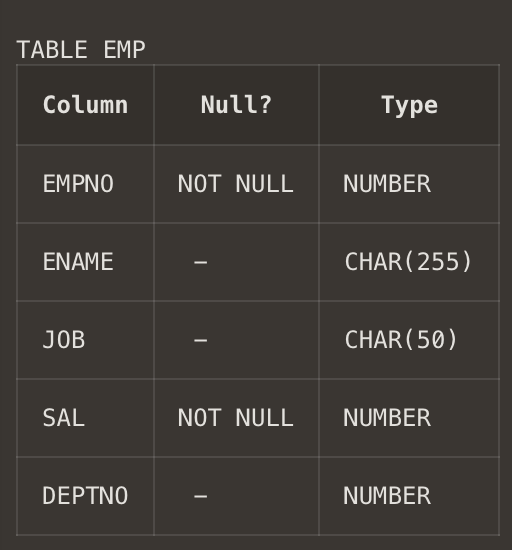 TABLE EMP
Column Null? Type
EMPNO NOT NULL NUMBER
ENAME – CHAR(255)
JOB – CHAR(50)
SAL NOT NULL NUMBER
DEPTNO – NUMBER